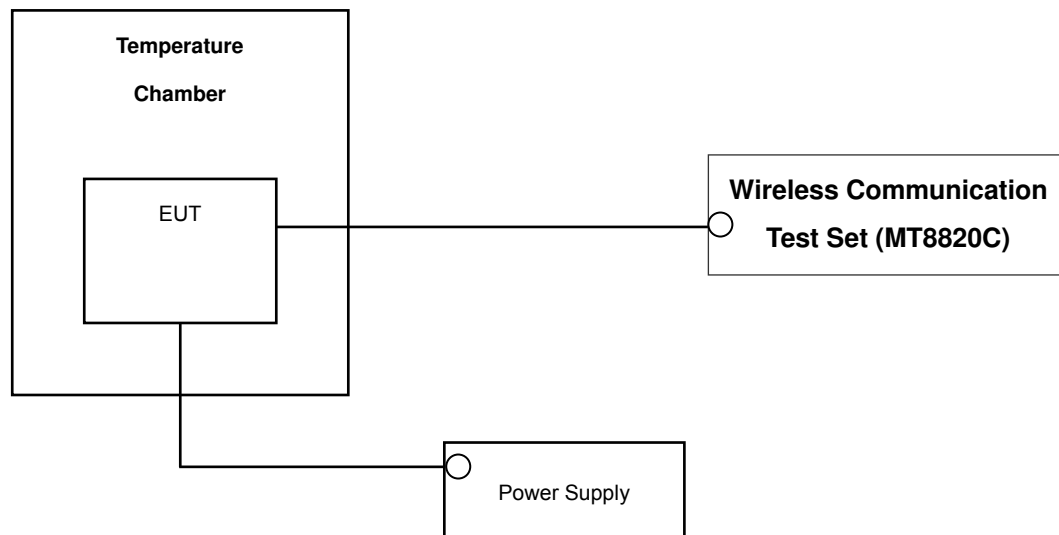 Temperature
Chamber
EUT
Wireless Communication
Test Set (MT8820C)
Power Supply